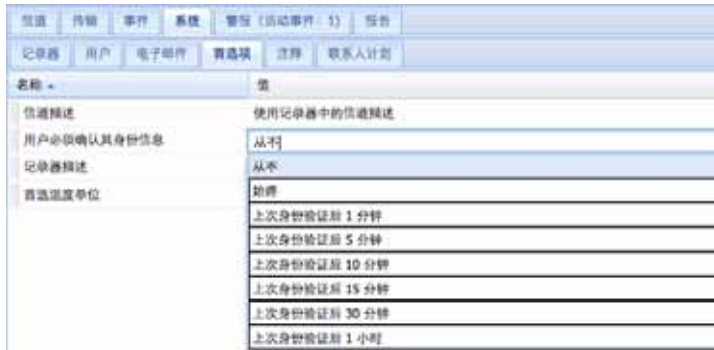 信道 传输 事件 系统 警报（活动事件：1） 报告
记录器 用户 电子邮件 首选项 注释 联系人计划
名称 值
信道描述 使用记录器中的信道描述
用户必须确认其身份信息 从不
记录器描述 从不
首选温度单位 始终
上次身份验证后 1 分钟
上次身份验证后 5 分钟
上次身份验证后 10 分钟
上次身份验证后 15 分钟
上次身份验证后 30 分钟
上次身份验证后 1 小时